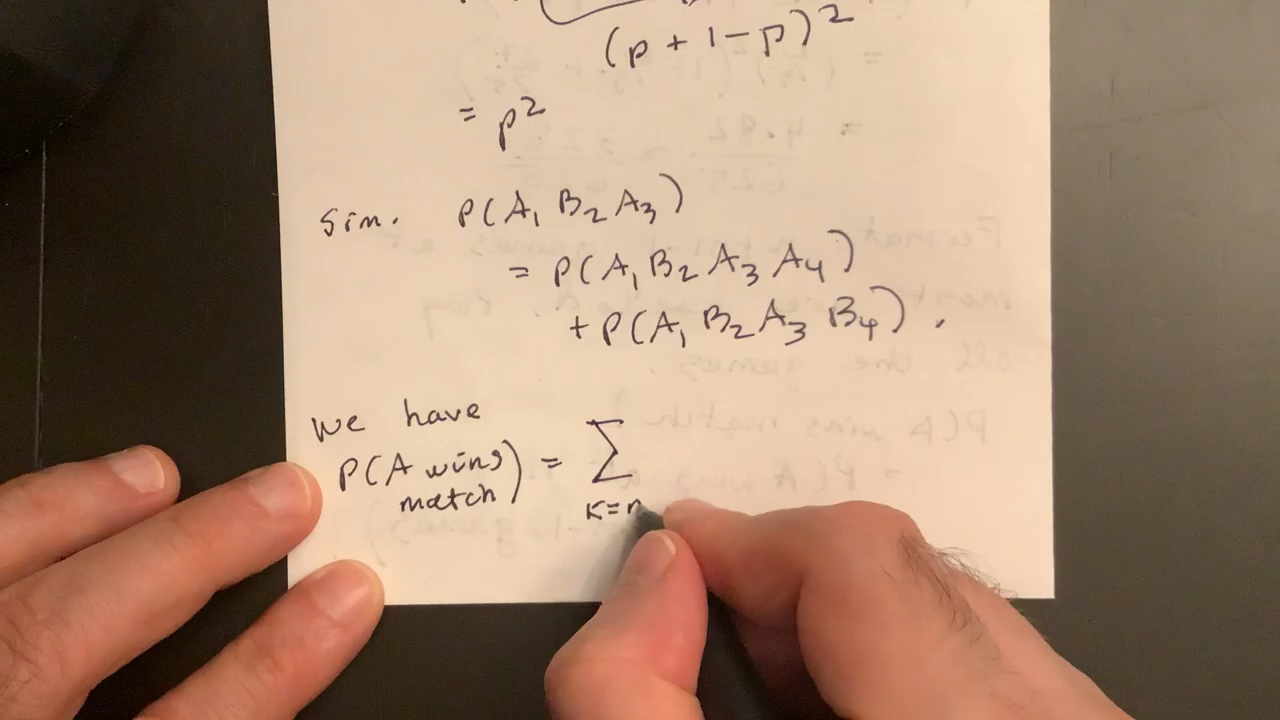 (p + 1 - p)²
= p²
Sim. P(A₁ B₂ A₃)
= P(A₁ B₂ A₃ A₄)
+ P(A₁ B₂ A₃ B₄).
we have
P(A wins match) = ∑
K=n